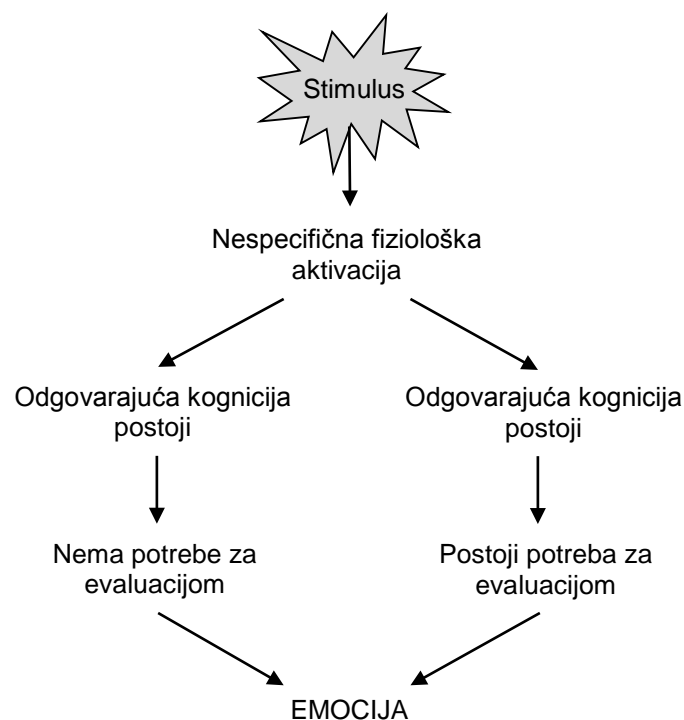 Stimulus
Nespecifična fiziološka
aktivacija
Odgovarajuća kognicija
postoji
Odgovarajuća kognicija
postoji
Nema potrebe za
evaluacijom
Postoji potreba za
evaluacijom
EMOCIJA